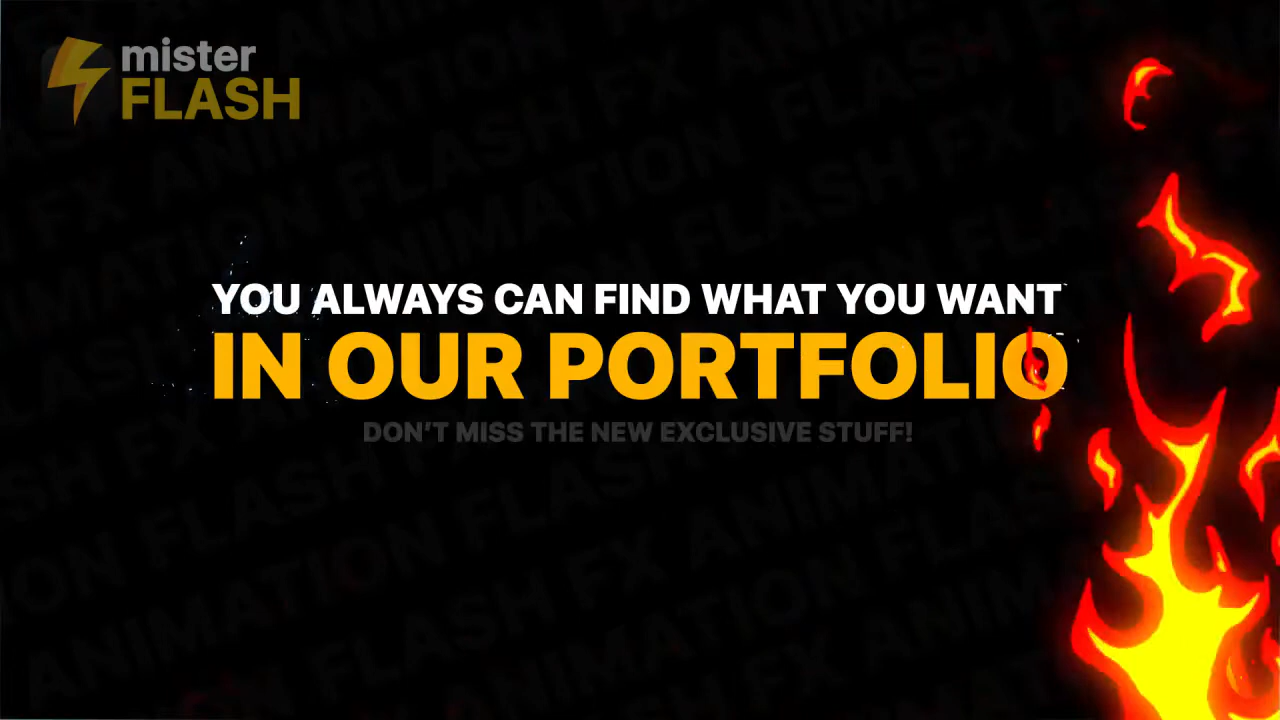 mister
FLASH
YOU ALWAYS CAN FIND WHAT YOU WANT
IN OUR PORTFOLIO
DON'T MISS THE NEW EXCLUSIVE STUFF!